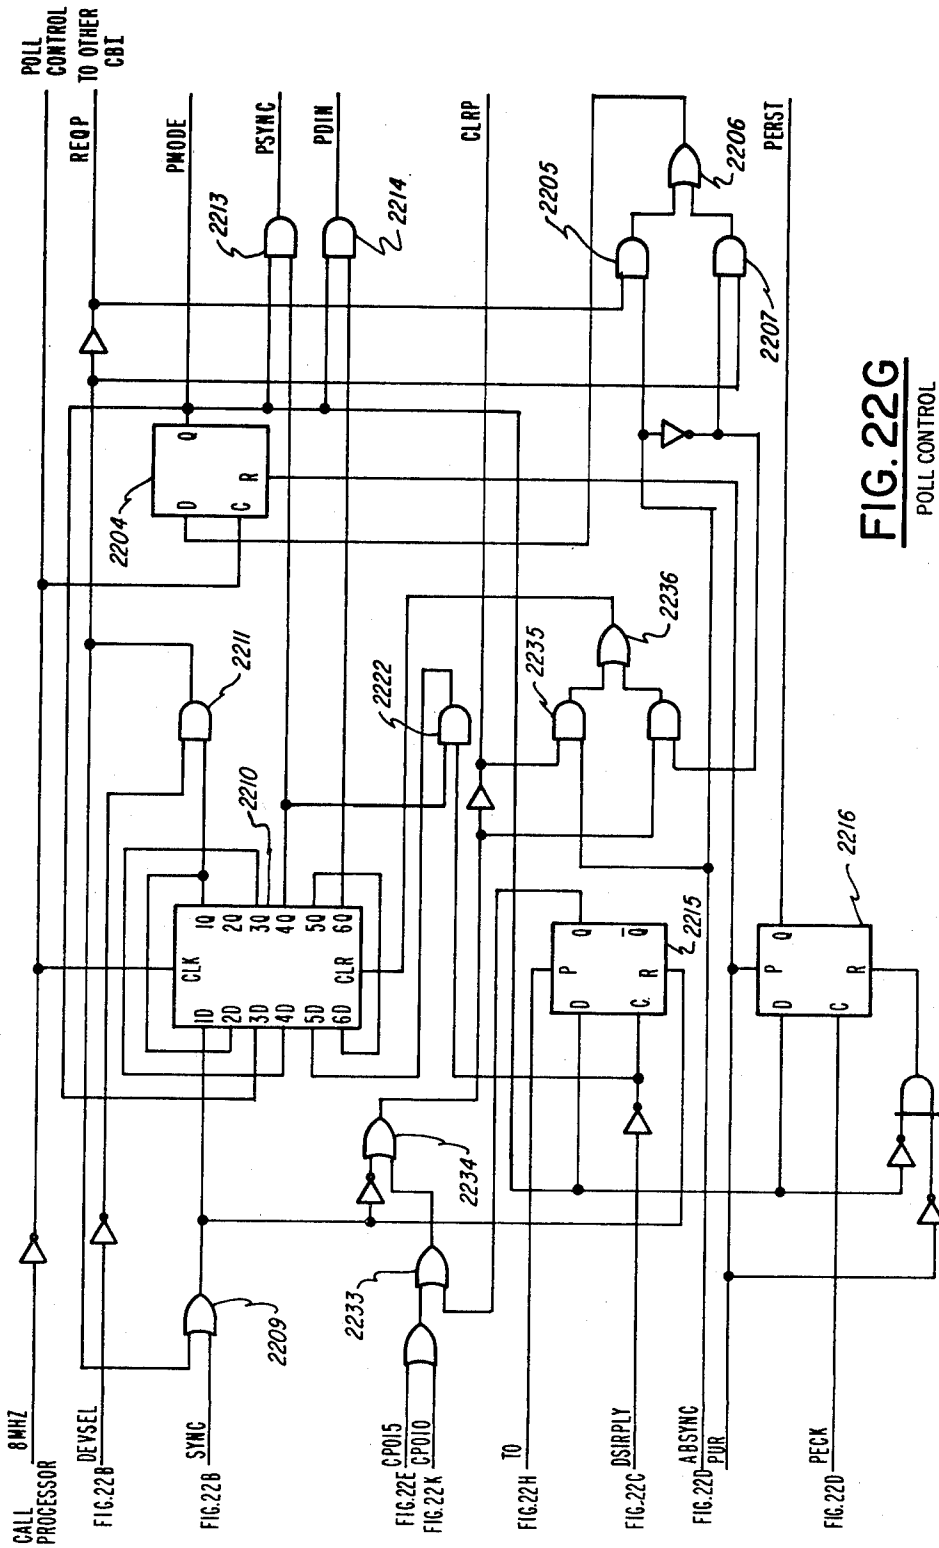 POLL
CONTROL
TO OTHER
CBI
REQP
PMODE
PSYNC
PDIN
CLRP
PERST
2213
2214
2205
2206
2207
2204
D
Q
C
R
2211
2222
2235
2236
2210
CLK
1D
2D
3D
4D
5D
6D
1Q
2Q
3Q
4Q
5Q
6Q
CLR
2215
P
D
Q
C
Q
R
2216
P
D
Q
C
R
2209
2234
2233
CALL
PROCESSOR
8MHZ
DEVSEL
FIG.22B
SYNC
FIG.22B
FIG.22E CPO15
FIG.22K CPO10
TO
FIG.22H
DSIRPLY
FIG.22C
ABSYNC
FIG.22D PUR
PECK
FIG.22D
FIG.22G
POLL CONTROL